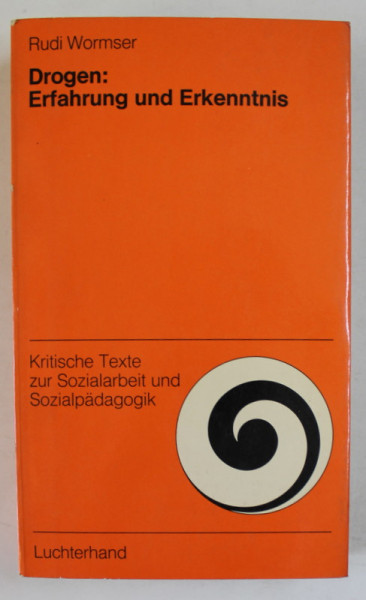 Rudi Wormser
Drogen:
Erfahrung und Erkenntnis
Kritische Texte
zur Sozialarbeit und
Sozialpädagogik
Luchterhand